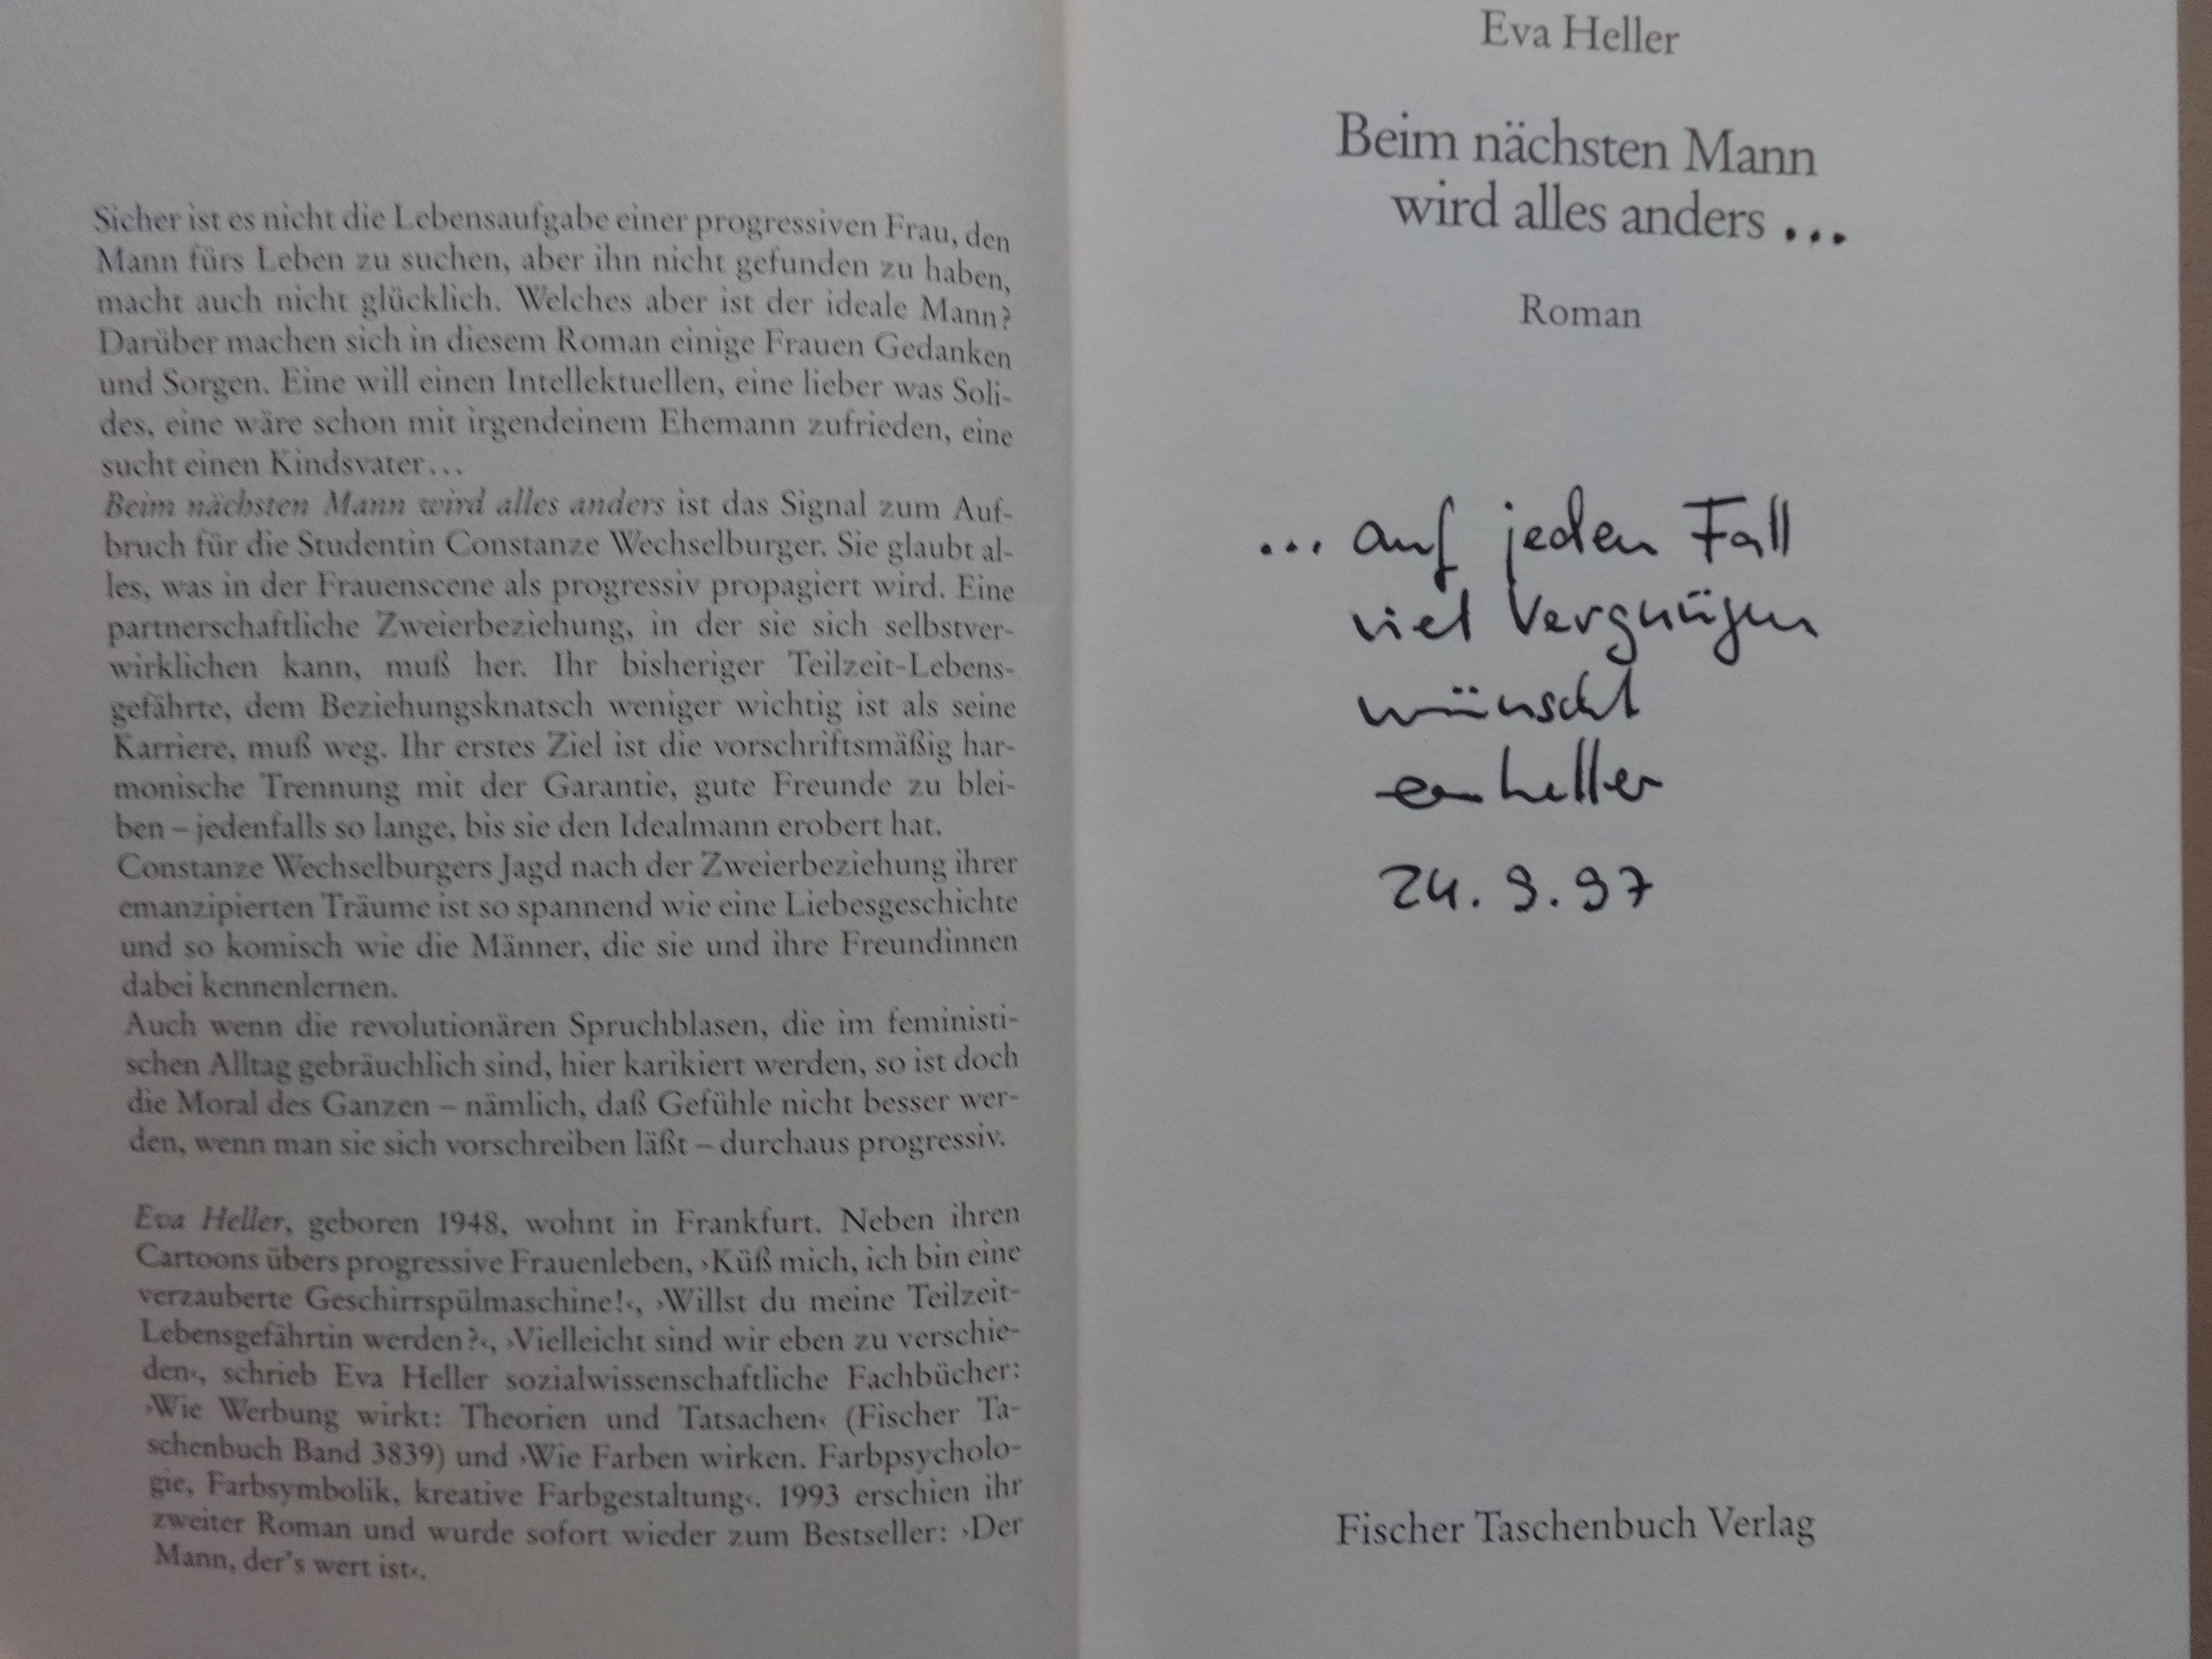 Sicher ist es nicht die Lebensaufgabe einer progressiven Frau, den
Mann fürs Leben zu suchen, aber ihn nicht gefunden zu haben,
macht auch nicht glücklich. Welches aber ist der ideale Mann?
Darüber machen sich in diesem Roman einige Frauen Gedanken
und Sorgen. Eine will einen Intellektuellen, eine lieber was Soli-
des, eine wäre schon mit irgendeinem Ehemann zufrieden, eine
sucht einen Kindsvater...
Beim nächsten Mann wird alles anders ist das Signal zum Auf-
bruch für die Studentin Constanze Wechselburger. Sie glaubt al-
les, was in der Frauenscene als progressiv propagiert wird. Eine
partnerschaftliche Zweierbeziehung, in der sie sich selbstver-
wirklichen kann, muß her. Ihr bisheriger Teilzeit-Lebens-
gefährte, dem Beziehungsknatsch weniger wichtig ist als seine
Karriere, muß weg. Ihr erstes Ziel ist die vorschriftsmäßig har-
monische Trennung mit der Garantie, gute Freunde zu blei-
ben – jedenfalls so lange, bis sie den Idealmann erobert hat.
Constanze Wechselburgers Jagd nach der Zweierbeziehung ihrer
emanzipierten Träume ist so spannend wie eine Liebesgeschichte
und so komisch wie die Männer, die sie und ihre Freundinnen
dabei kennenlernen.
Auch wenn die revolutionären Spruchblasen, die im feministi-
schen Alltag gebräuchlich sind, hier karikiert werden, so ist doch
die Moral des Ganzen – nämlich, daß Gefühle nicht besser wer-
den, wenn man sie sich vorschreiben läßt – durchaus progressiv.
Eva Heller, geboren 1948, wohnt in Frankfurt. Neben ihren
Cartoons übers progressive Frauenleben, ›Küß mich, ich bin eine
verzauberte Geschirrspülmaschine!‹, ›Willst du meine Teilzeit-
Lebensgefährtin werden?‹, ›Vielleicht sind wir eben zu verschie-
den‹, schrieb Eva Heller sozialwissenschaftliche Fachbücher:
›Wie Werbung wirkt: Theorien und Tatsachen‹ (Fischer Ta-
schenbuch Band 3839) und ›Wie Farben wirken. Farbpsycholo-
gie, Farbsymbolik, kreative Farbgestaltung‹. 1993 erschien ihr
zweiter Roman und wurde sofort wieder zum Bestseller: ›Der
Mann, der's wert ist‹.
Eva Heller
Beim nächsten Mann
wird alles anders ...
Roman
... auf jeden Fall
viel Vergnügen
wünscht
eva heller
24. 9. 97
Fischer Taschenbuch Verlag